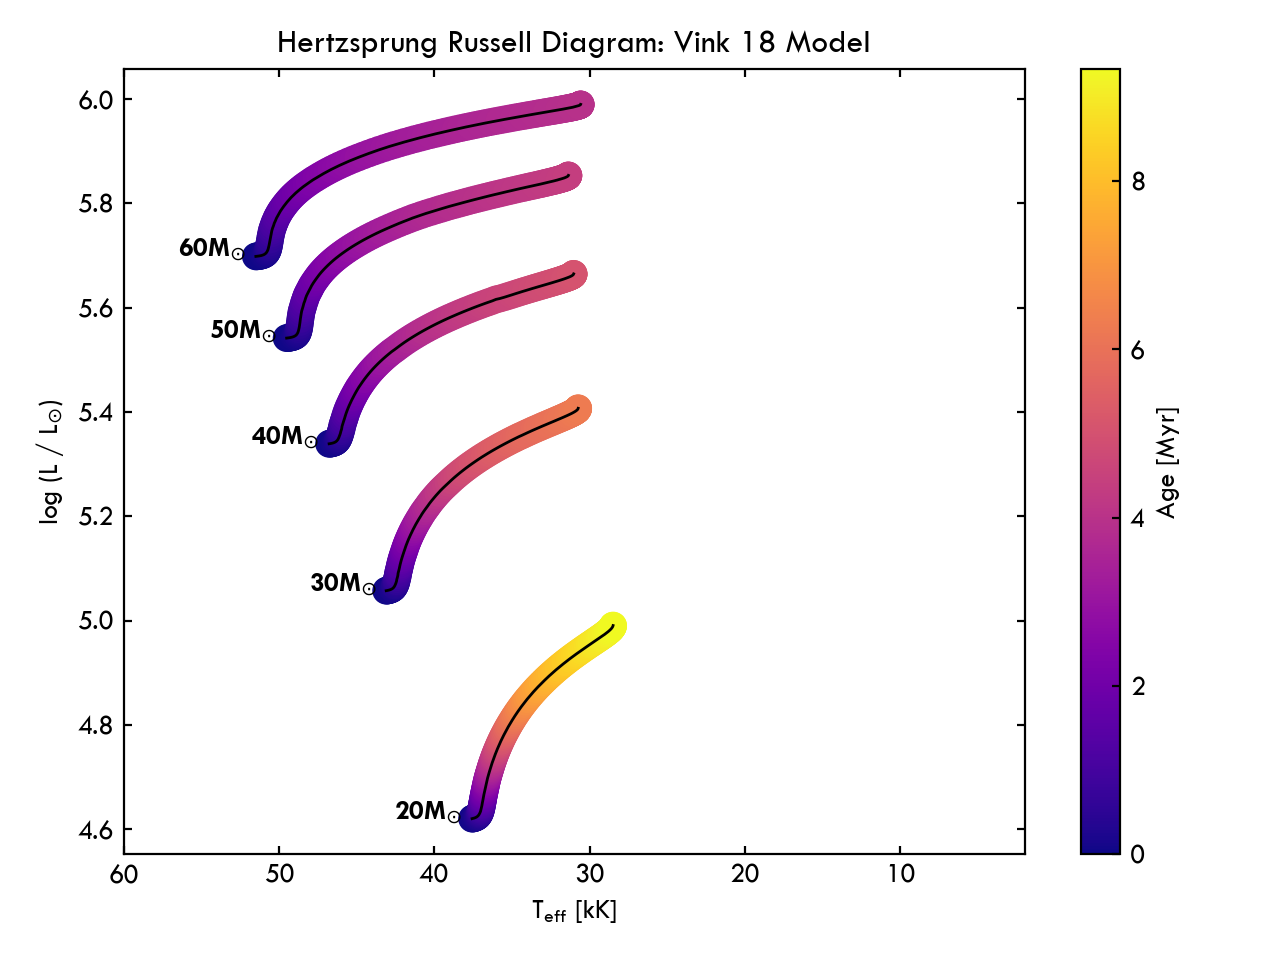 Hertzsprung Russell Diagram: Vink 18 Model
6.0
5.8
5.6
5.4
5.2
5.0
4.8
4.6
log (L / L⊙)
60M⊙
50M⊙
40M⊙
30M⊙
20M⊙
60
50
40
30
20
10
T_eff [kK]
8
6
4
2
0
Age [Myr]